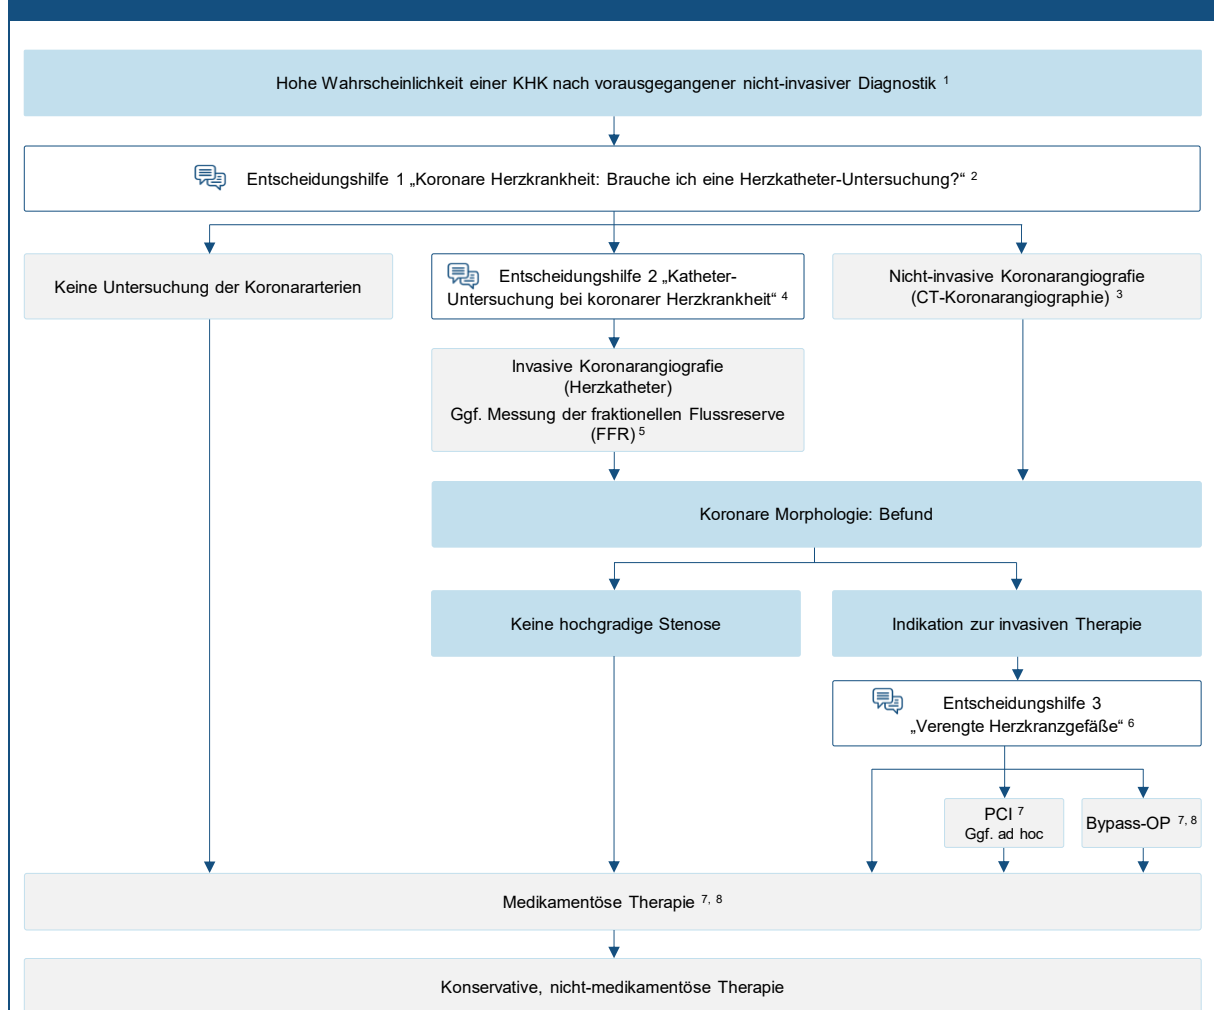 Hohe Wahrscheinlichkeit einer KHK nach vorausgegangener nicht-invasiver Diagnostik 1
Entscheidungshilfe 1 „Koronare Herzkrankheit: Brauche ich eine Herzkatheter-Untersuchung?“ 2
Keine Untersuchung der Koronararterien
Entscheidungshilfe 2 „Katheter-
Untersuchung bei koronarer Herzkrankheit“ 4
Nicht-invasive Koronarangiografie
(CT-Koronarangiographie) 3
Invasive Koronarangiografie
(Herzkatheter)
Ggf. Messung der fraktionellen Flussreserve
(FFR) 5
Koronare Morphologie: Befund
Keine hochgradige Stenose
Indikation zur invasiven Therapie
Entscheidungshilfe 3
„Verengte Herzkranzgefäße“ 6
PCI 7
Ggf. ad hoc
Bypass-OP 7, 8
Medikamentöse Therapie 7, 8
Konservative, nicht-medikamentöse Therapie